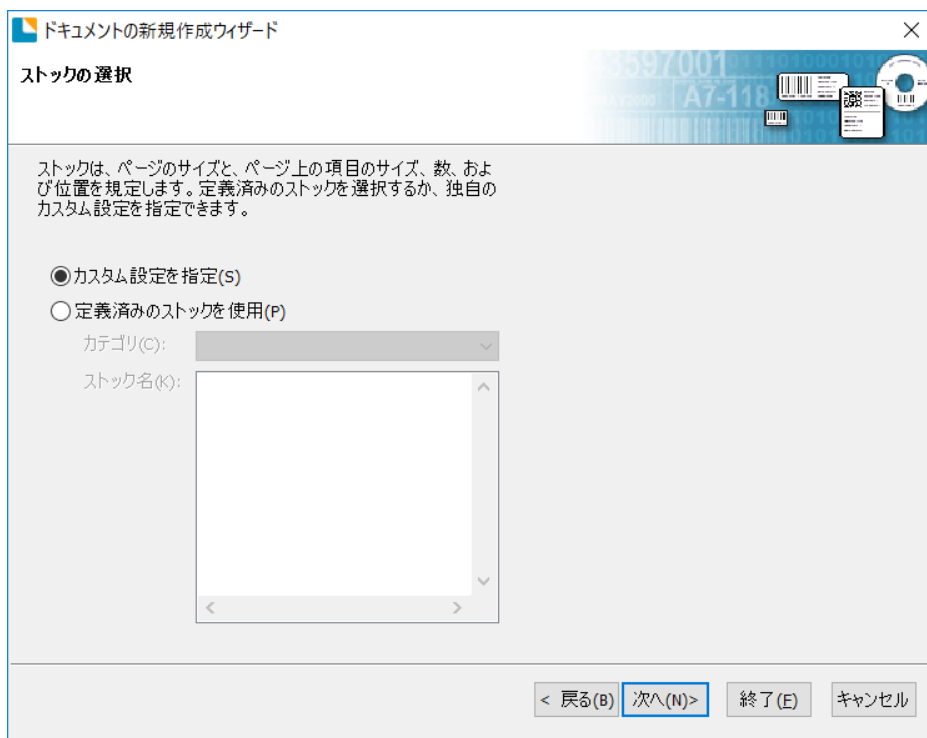 ドキュメントの新規作成ウィザード
ストックの選択
3597001
A7-118
ストックは、ページのサイズと、ページ上の項目のサイズ、数、およ
び位置を規定します。定義済みのストックを選択するか、独自の
カスタム設定を指定できます。
カスタム設定を指定(S)
定義済みのストックを使用(P)
カテゴリ(C):
ストック名(K):
< 戻る(B) 次へ(N)> 終了(F) キャンセル